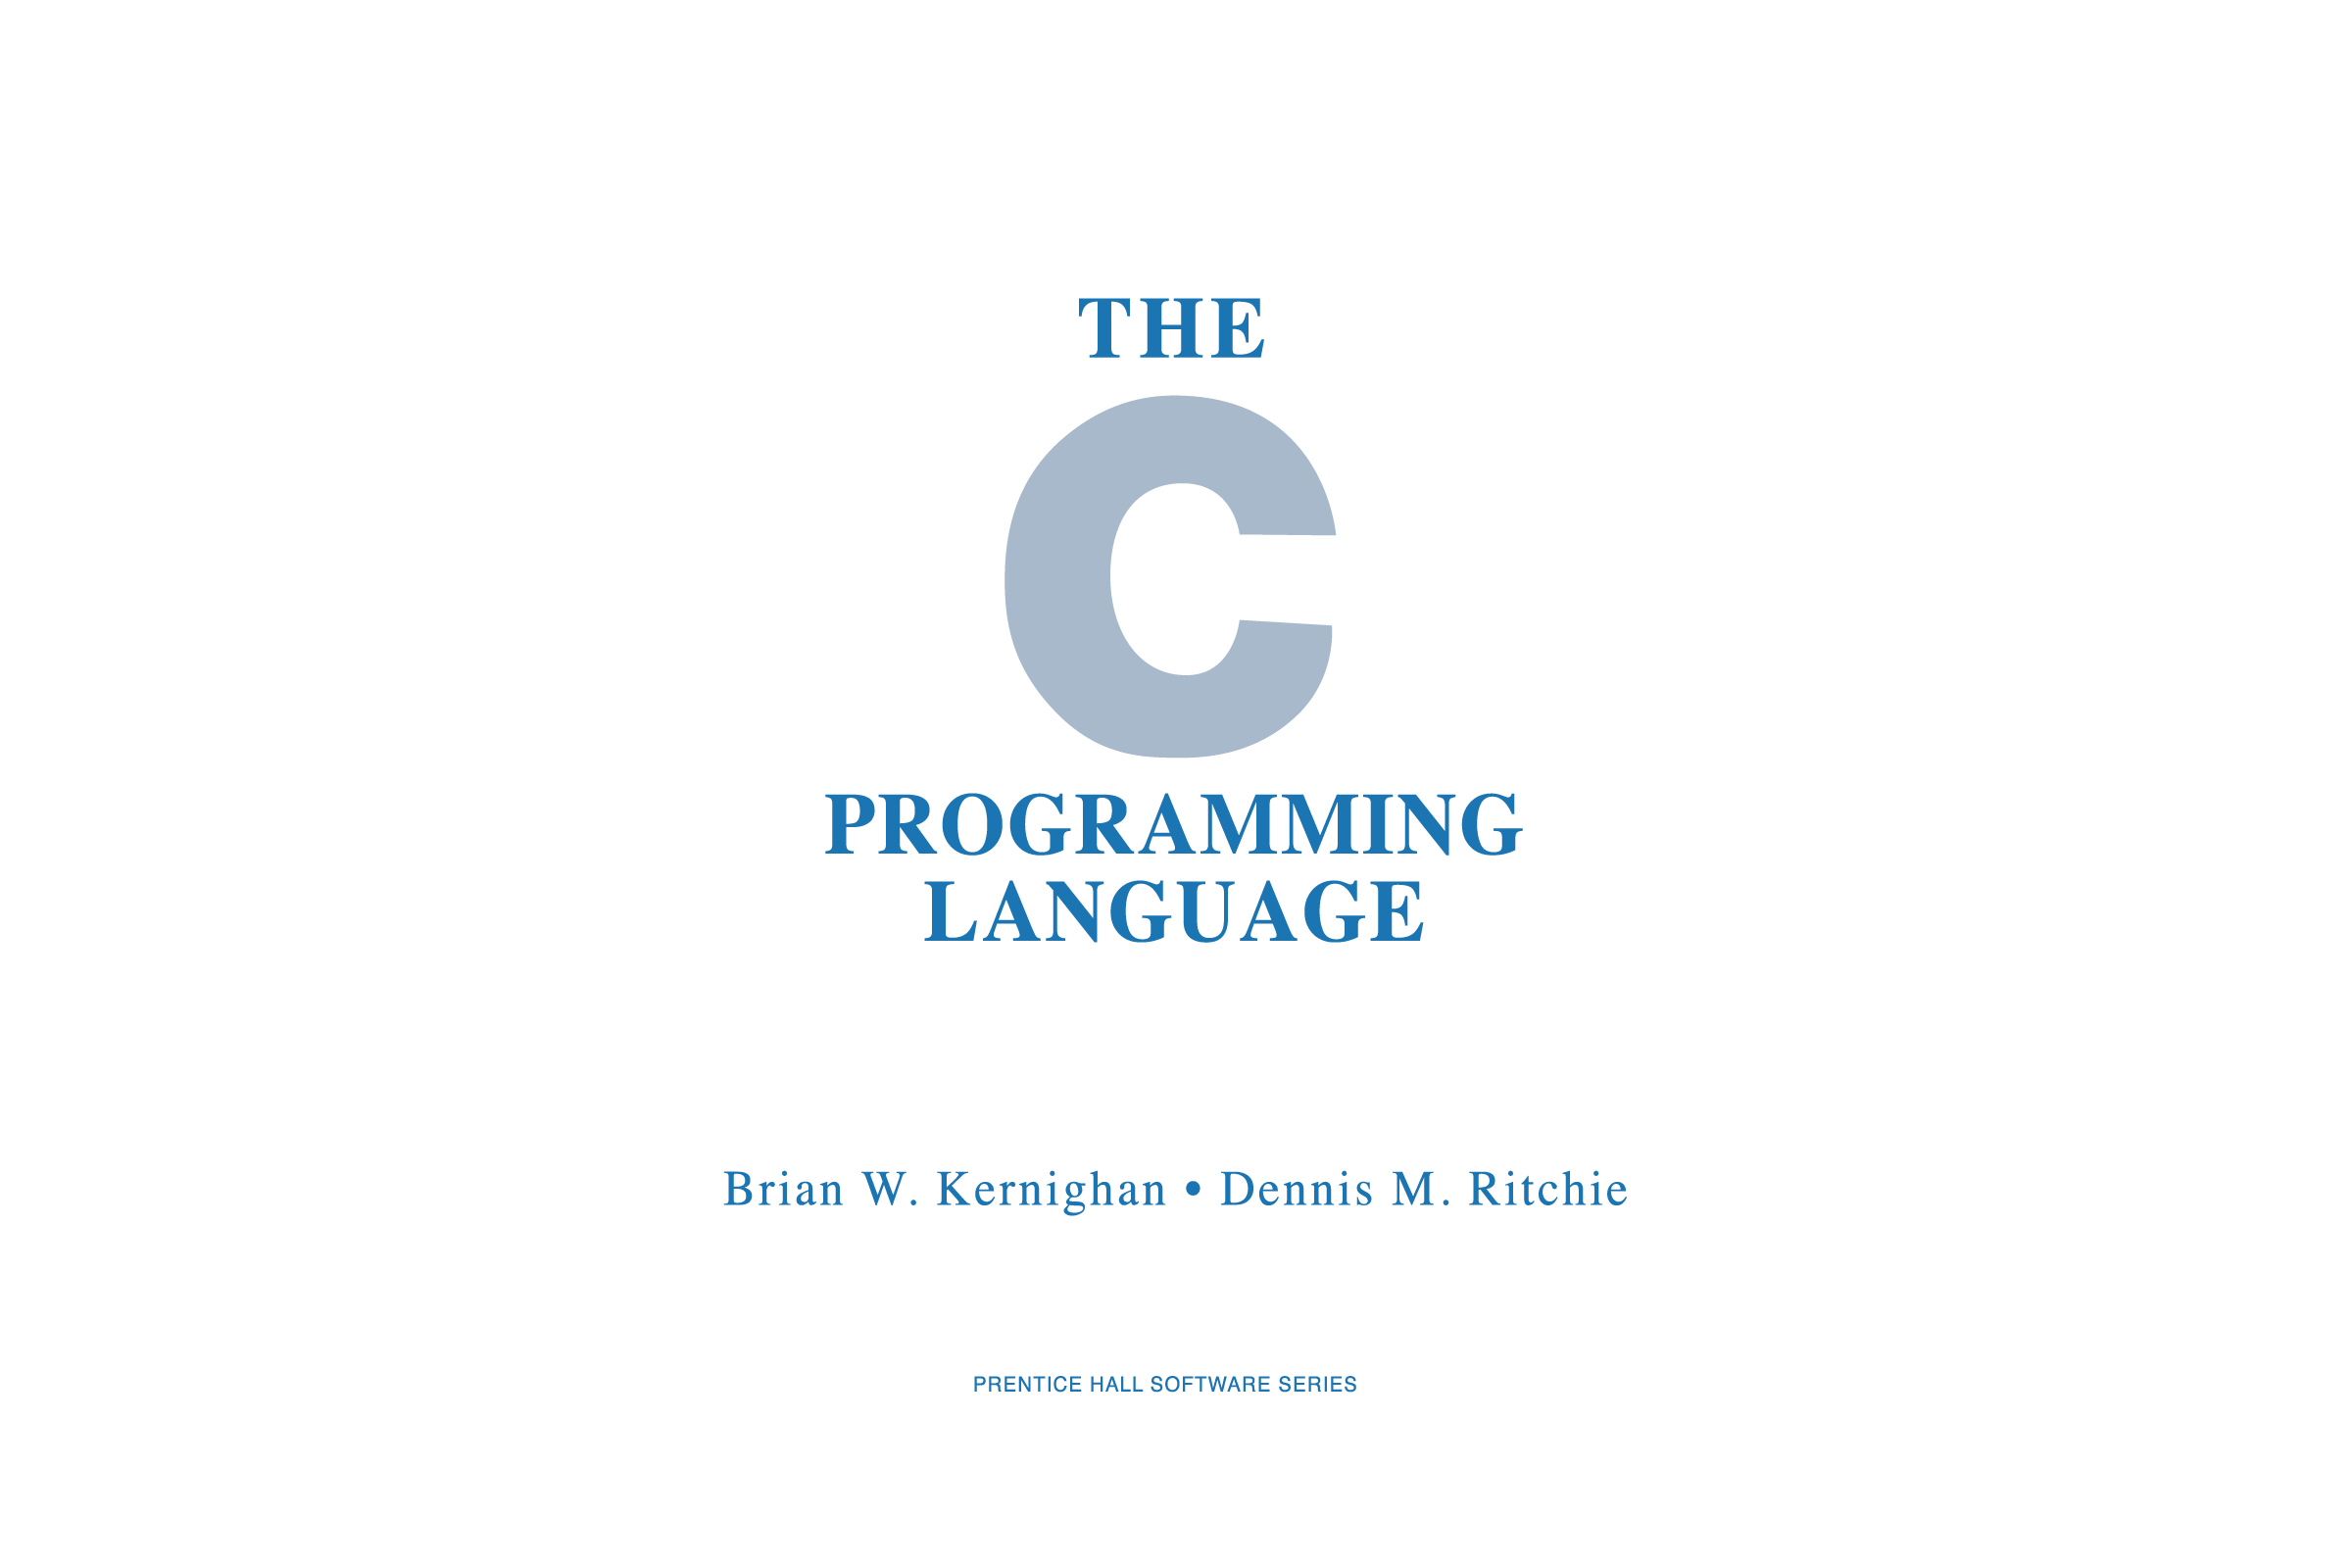 THE
C
PROGRAMMING
LANGUAGE
Brian W. Kernighan • Dennis M. Ritchie
PRENTICE HALL SOFTWARE SERIES